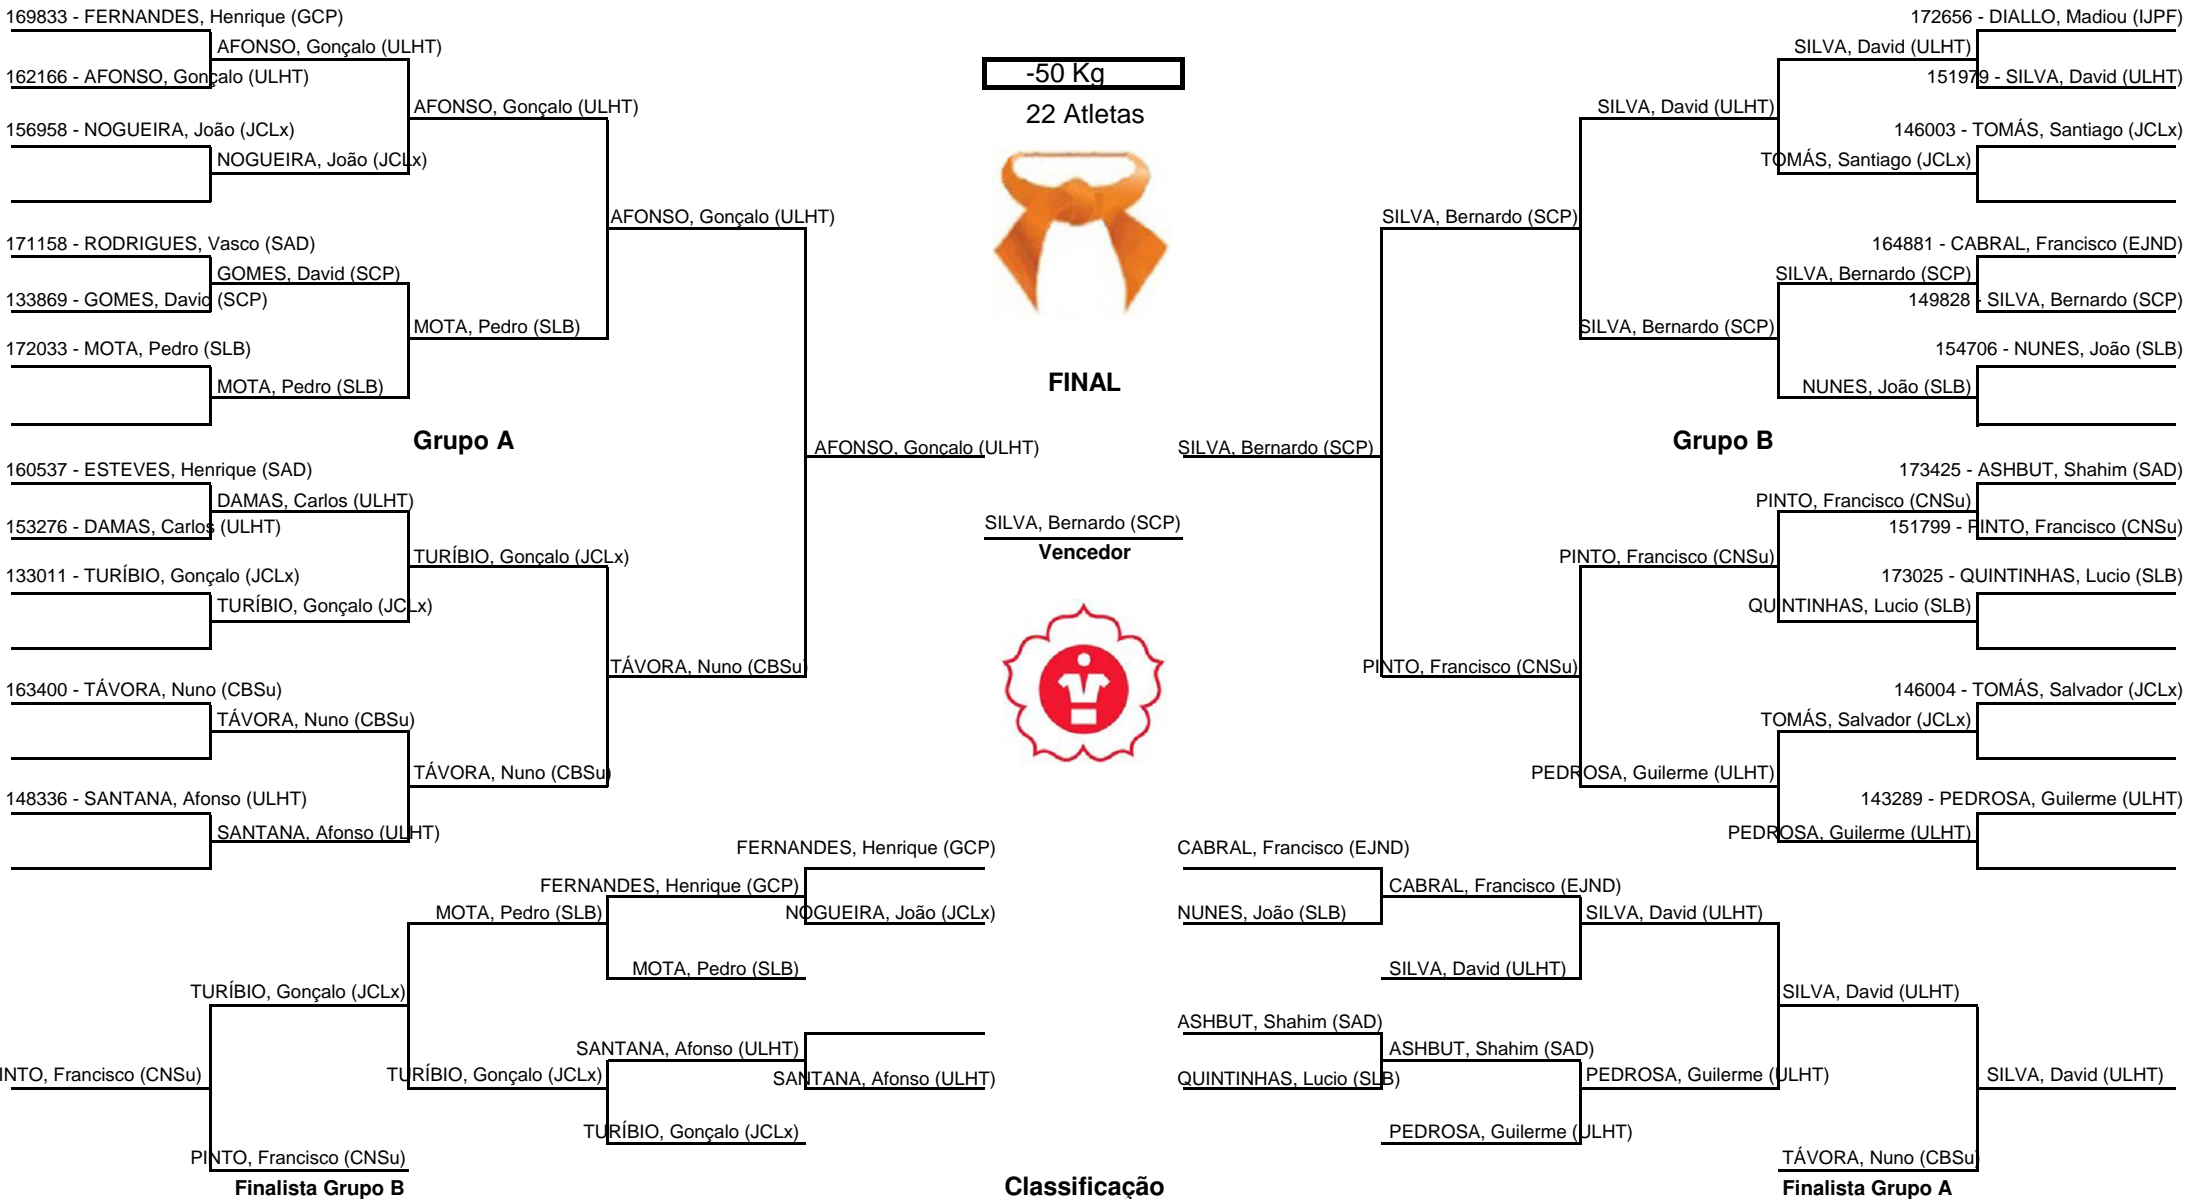 169833 - FERNANDES, Henrique (GCP)
AFONSO, Gonçalo (ULHT)
162166 - AFONSO, Gonçalo (ULHT)
AFONSO, Gonçalo (ULHT)
156958 - NOGUEIRA, João (JCLx)
NOGUEIRA, João (JCLx)
AFONSO, Gonçalo (ULHT)
171158 - RODRIGUES, Vasco (SAD)
GOMES, David (SCP)
133869 - GOMES, David (SCP)
MOTA, Pedro (SLB)
172033 - MOTA, Pedro (SLB)
MOTA, Pedro (SLB)
Grupo A
AFONSO, Gonçalo (ULHT)
160537 - ESTEVES, Henrique (SAD)
DAMAS, Carlos (ULHT)
153276 - DAMAS, Carlos (ULHT)
TURÍBIO, Gonçalo (JCLx)
133011 - TURÍBIO, Gonçalo (JCLx)
TURÍBIO, Gonçalo (JCLx)
TÁVORA, Nuno (CBSu)
163400 - TÁVORA, Nuno (CBSu)
TÁVORA, Nuno (CBSu)
TÁVORA, Nuno (CBSu)
148336 - SANTANA, Afonso (ULHT)
SANTANA, Afonso (ULHT)
-50 Kg
22 Atletas
FINAL
SILVA, Bernardo (SCP)
Vencedor
172656 - DIALLO, Madiou (IJPF)
SILVA, David (ULHT)
151979 - SILVA, David (ULHT)
SILVA, David (ULHT)
146003 - TOMÁS, Santiago (JCLx)
TOMÁS, Santiago (JCLx)
SILVA, Bernardo (SCP)
164881 - CABRAL, Francisco (EJND)
SILVA, Bernardo (SCP)
149828 - SILVA, Bernardo (SCP)
SILVA, Bernardo (SCP)
154706 - NUNES, João (SLB)
NUNES, João (SLB)
Grupo B
SILVA, Bernardo (SCP)
173425 - ASHBUT, Shahim (SAD)
PINTO, Francisco (CNSu)
151799 - PINTO, Francisco (CNSu)
PINTO, Francisco (CNSu)
173025 - QUINTINHAS, Lucio (SLB)
QUINTINHAS, Lucio (SLB)
PINTO, Francisco (CNSu)
146004 - TOMÁS, Salvador (JCLx)
TOMÁS, Salvador (JCLx)
PEDROSA, Guilerme (ULHT)
143289 - PEDROSA, Guilerme (ULHT)
PEDROSA, Guilerme (ULHT)
FERNANDES, Henrique (GCP)
FERNANDES, Henrique (GCP)
MOTA, Pedro (SLB)
NOGUEIRA, João (JCLx)
MOTA, Pedro (SLB)
TURÍBIO, Gonçalo (JCLx)
SANTANA, Afonso (ULHT)
INTO, Francisco (CNSu)
TURÍBIO, Gonçalo (JCLx)
SANTANA, Afonso (ULHT)
TURÍBIO, Gonçalo (JCLx)
PINTO, Francisco (CNSu)
Finalista Grupo B
CABRAL, Francisco (EJND)
CABRAL, Francisco (EJND)
NUNES, João (SLB)
SILVA, David (ULHT)
SILVA, David (ULHT)
SILVA, David (ULHT)
ASHBUT, Shahim (SAD)
ASHBUT, Shahim (SAD)
QUINTINHAS, Lucio (SLB)
PEDROSA, Guilerme (ULHT)
SILVA, David (ULHT)
PEDROSA, Guilerme (ULHT)
TÁVORA, Nuno (CBSu)
Classificação
Finalista Grupo A